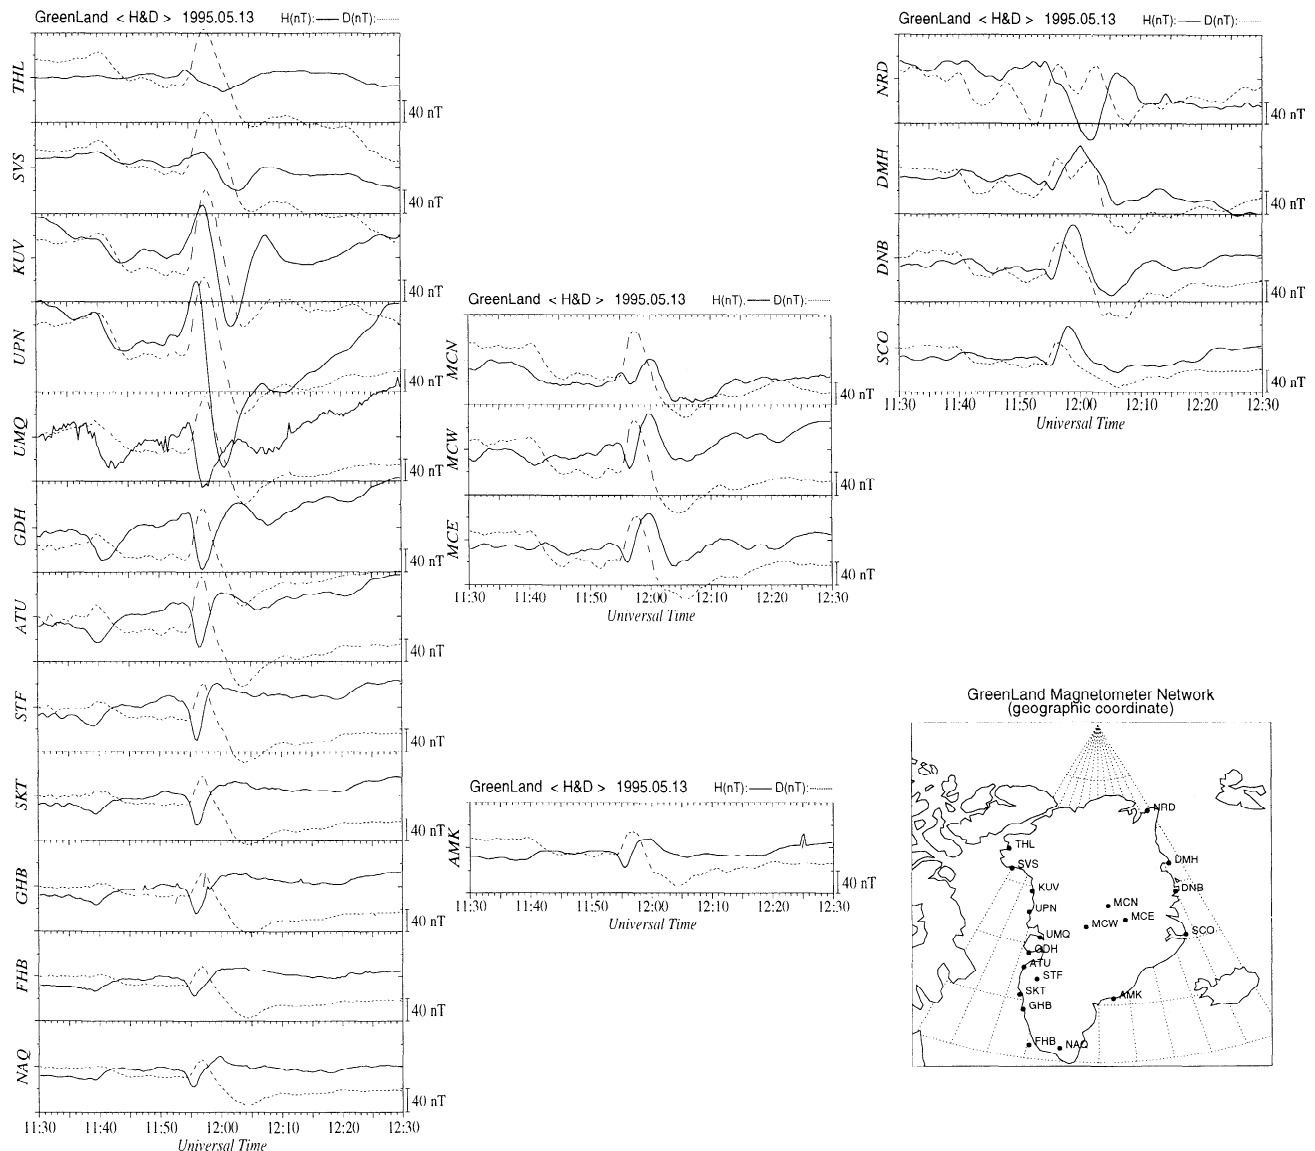 GreenLand < H&D > 1995.05.13 H(nT): D(nT):
THL
40 nT
SVS
40 nT
KUV
40 nT
UPN
40 nT
UMQ
40 nT
GDH
40 nT
ATU
40 nT
STF
40 nT
SKT
40 nT
GHB
40 nT
FHB
40 nT
NAQ
40 nT
11:30 11:40 11:50 12:00 12:10 12:20 12:30
Universal Time
GreenLand < H&D > 1995.05.13 H(nT): D(nT):
MCN
40 nT
MCW
40 nT
MCE
40 nT
11:30 11:40 11:50 12:00 12:10 12:20 12:30
Universal Time
GreenLand < H&D > 1995.05.13 H(nT): D(nT):
AMK
40 nT
11:30 11:40 11:50 12:00 12:10 12:20 12:30
Universal Time
GreenLand < H&D > 1995.05.13 H(nT): D(nT):
NRD
40 nT
DMH
40 nT
DNB
40 nT
SCO
40 nT
11:30 11:40 11:50 12:00 12:10 12:20 12:30
Universal Time
GreenLand Magnetometer Network
(geographic coordinate)
NRD
THL
DMH
SVS
KUV
DNB
MCN
UPN
MCE
MCW
SCO
UMQ
GDH
ATU
STF
SKT
AMK
GHB
FHB
NAQ